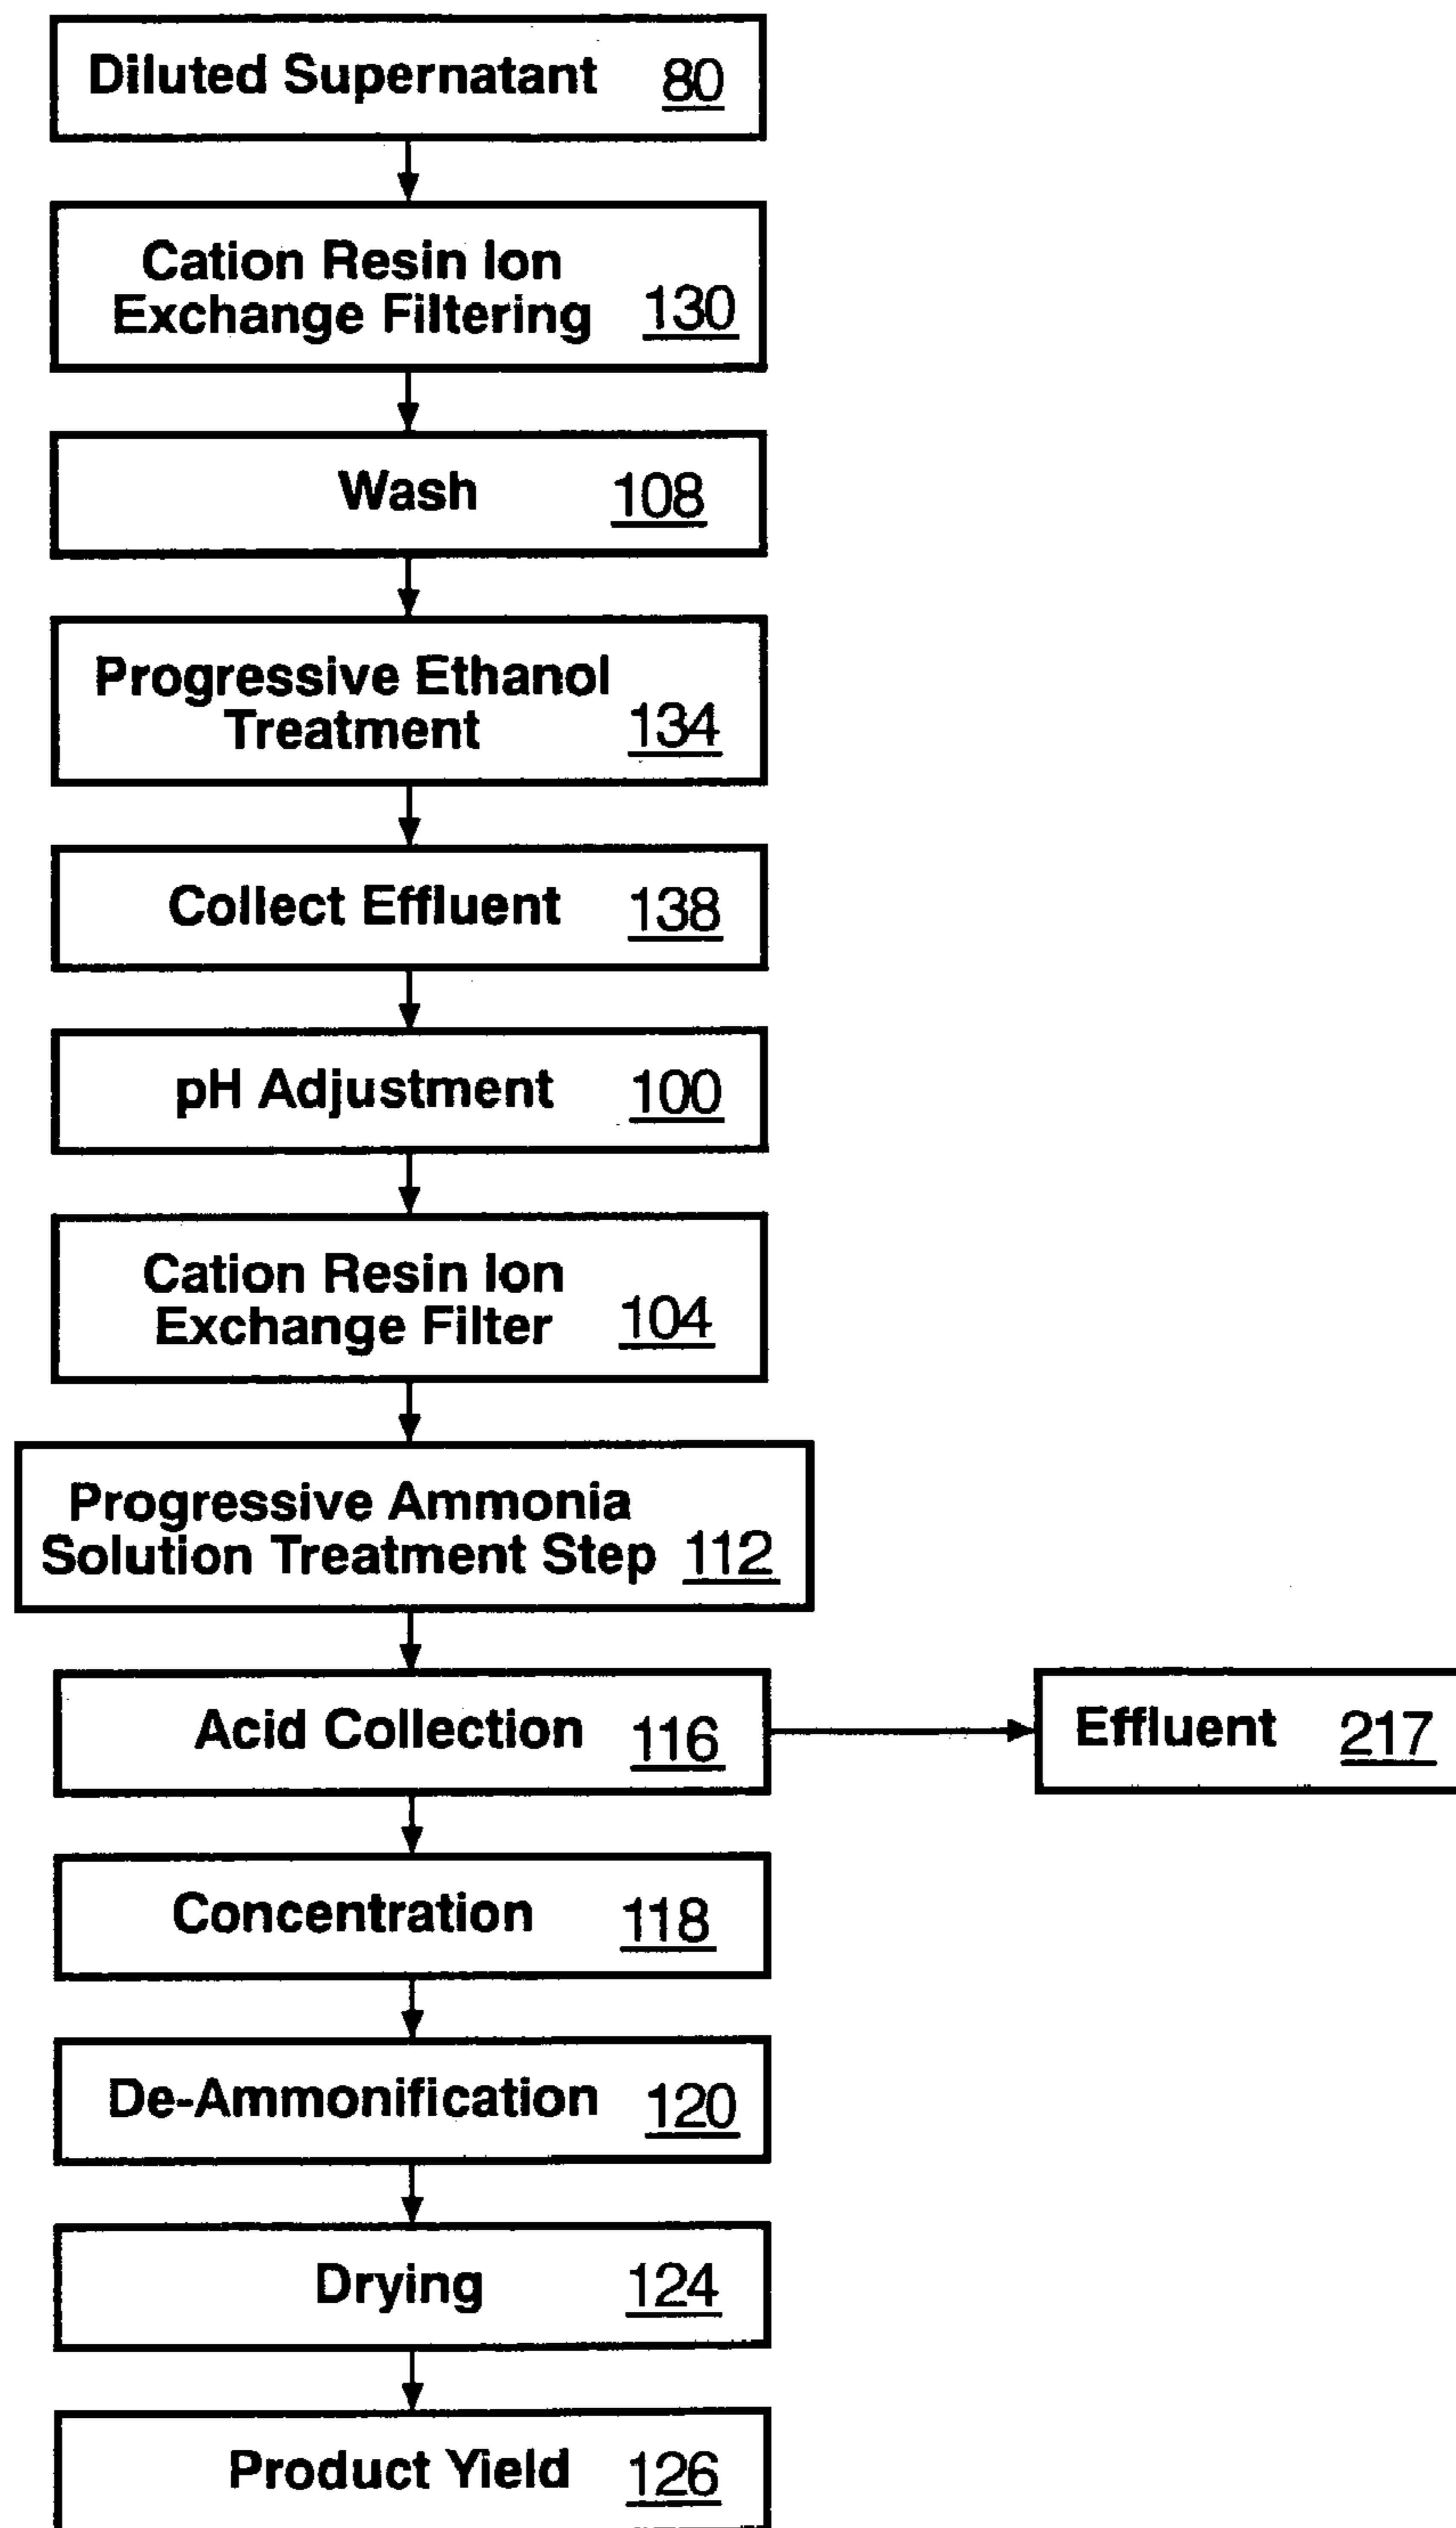 Diluted Supernatant 80
Cation Resin Ion
Exchange Filtering 130
Wash 108
Progressive Ethanol
Treatment 134
Collect Effluent 138
pH Adjustment 100
Cation Resin Ion
Exchange Filter 104
Progressive Ammonia
Solution Treatment Step 112
Acid Collection 116
Effluent 217
Concentration 118
De-Ammonification 120
Drying 124
Product Yield 126